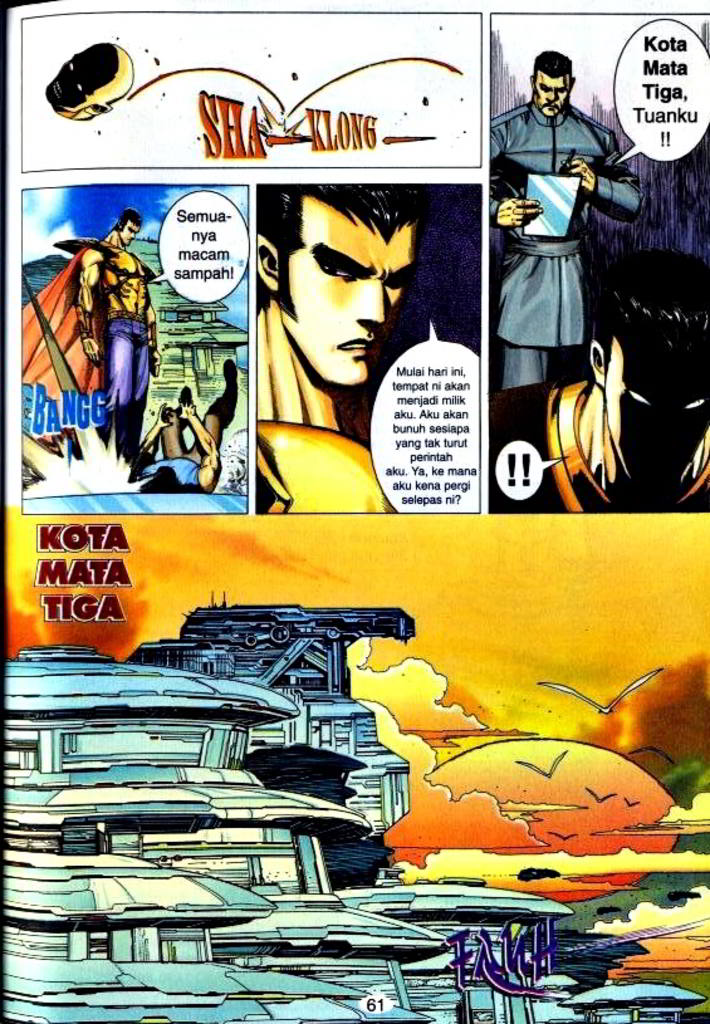 SHA KLONG
Semua-
nya
macam
sampah!
BANGG
!
Mulai hari ini,
tempat ni akan
menjadi milik
aku. Aku akan
bunuh sesiapa
yang tak turut
perintah
aku. Ya, ke mana
aku kena pergi
selepas ni?
Kota
Mata
Tiga,
Tuanku
!!
!!
KOTA
MATA
TIGA
61